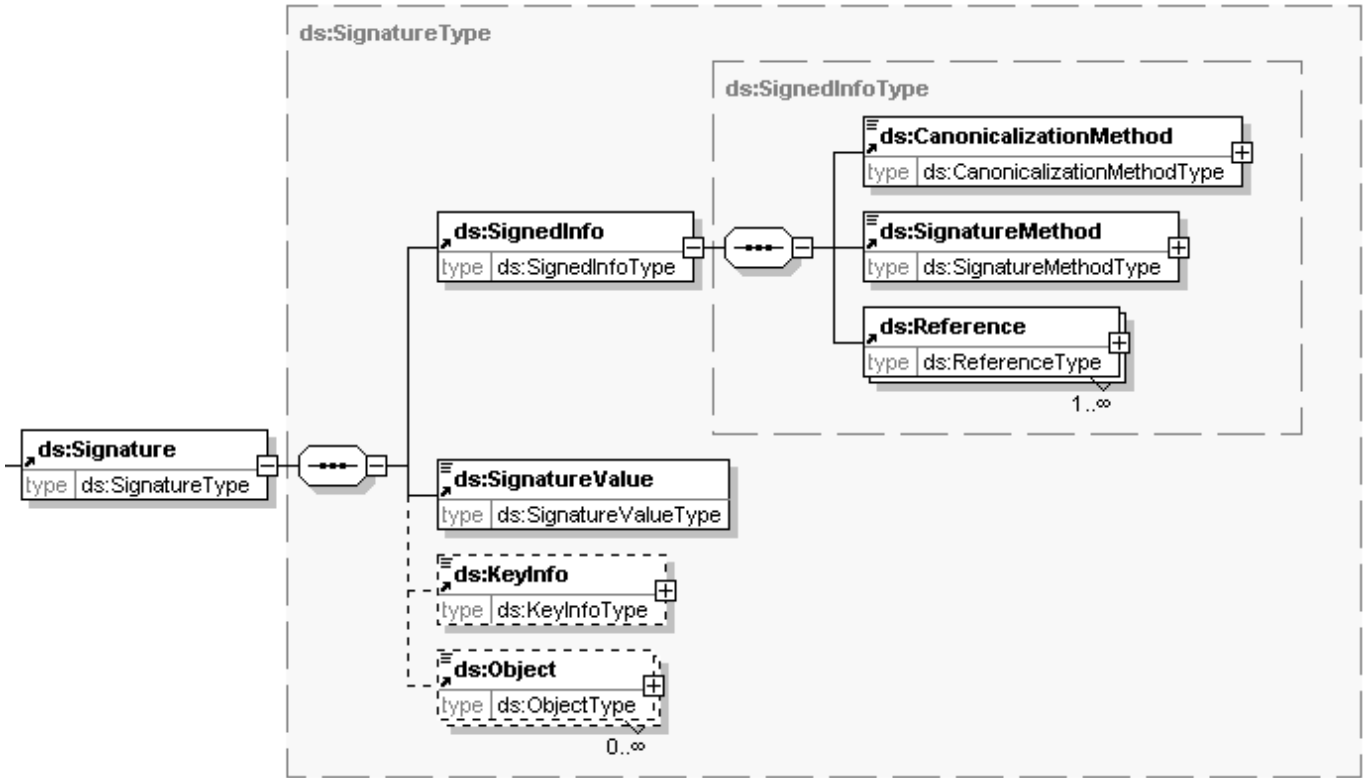 ds:SignatureType
ds:SignedInfoType
ds:CanonicalizationMethod
type ds:CanonicalizationMethodType
ds:SignedInfo
type ds:SignedInfoType
ds:SignatureMethod
type ds:SignatureMethodType
ds:Reference
type ds:ReferenceType
1..∞
ds:Signature
type ds:SignatureType
ds:SignatureValue
type ds:SignatureValueType
ds:KeyInfo
type ds:KeyInfoType
ds:Object
type ds:ObjectType
0..∞